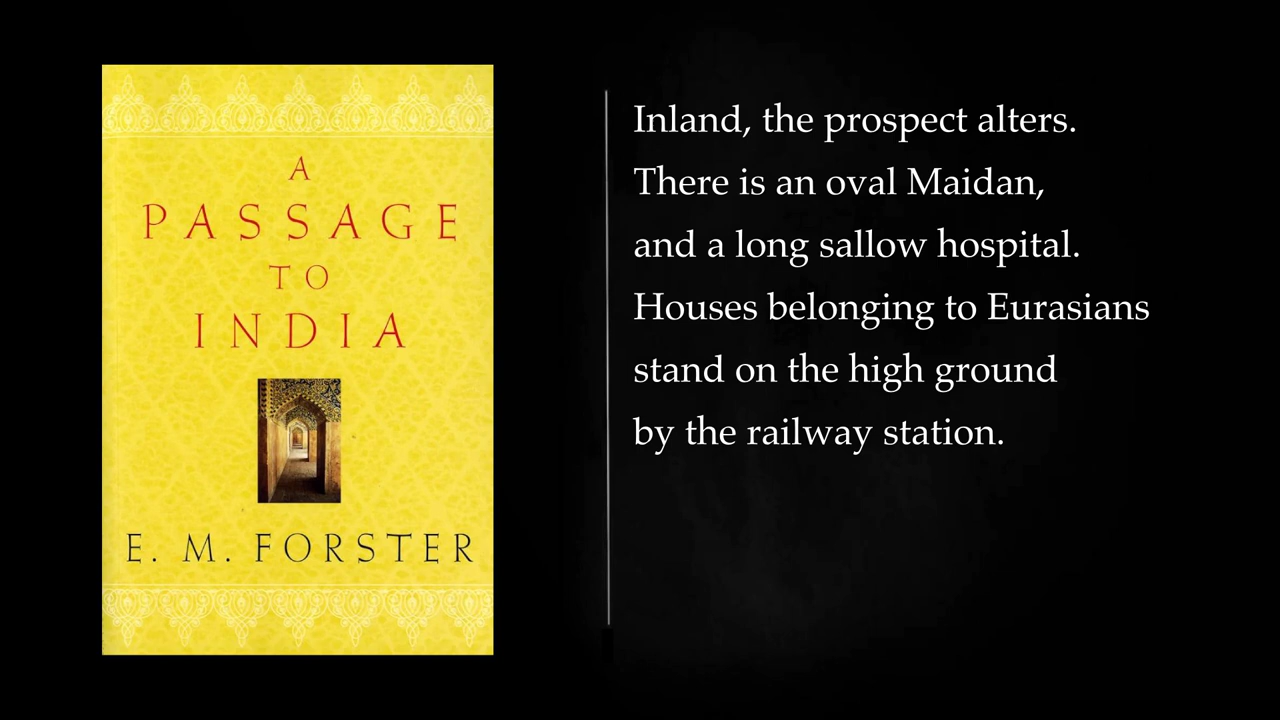 A
PASSAGE
TO
INDIA
E. M. FORSTER
Inland, the prospect alters.
There is an oval Maidan,
and a long sallow hospital.
Houses belonging to Eurasians
stand on the high ground
by the railway station.